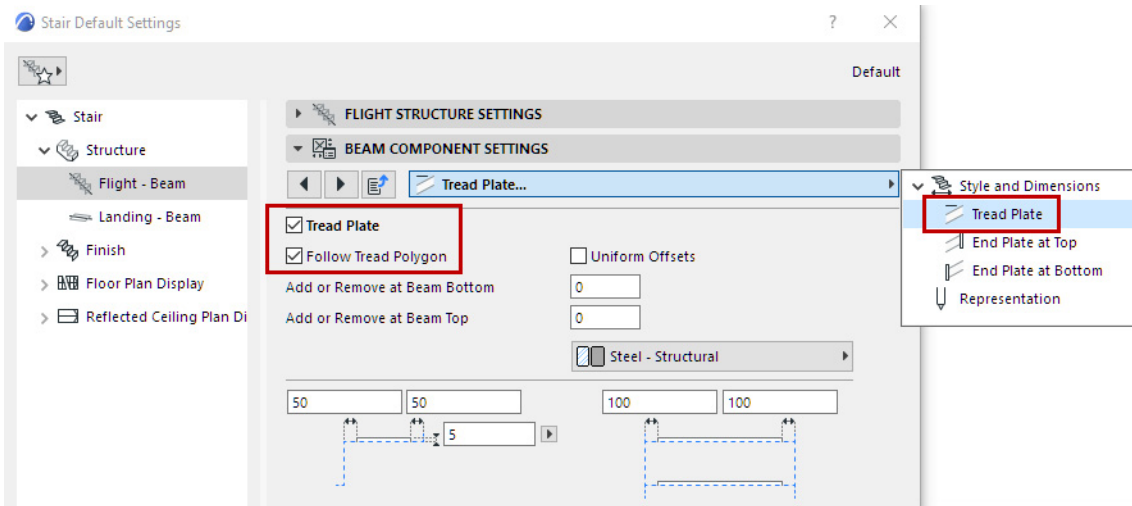 Stair Default Settings
?
Default
Stair
Structure
Flight - Beam
Landing - Beam
Finish
Floor Plan Display
Reflected Ceiling Plan Di
FLIGHT STRUCTURE SETTINGS
BEAM COMPONENT SETTINGS
Tread Plate...
Tread Plate
Follow Tread Polygon
Uniform Offsets
Add or Remove at Beam Bottom
0
Add or Remove at Beam Top
0
Steel - Structural
50
50
100
100
5
Style and Dimensions
Tread Plate
End Plate at Top
End Plate at Bottom
Representation